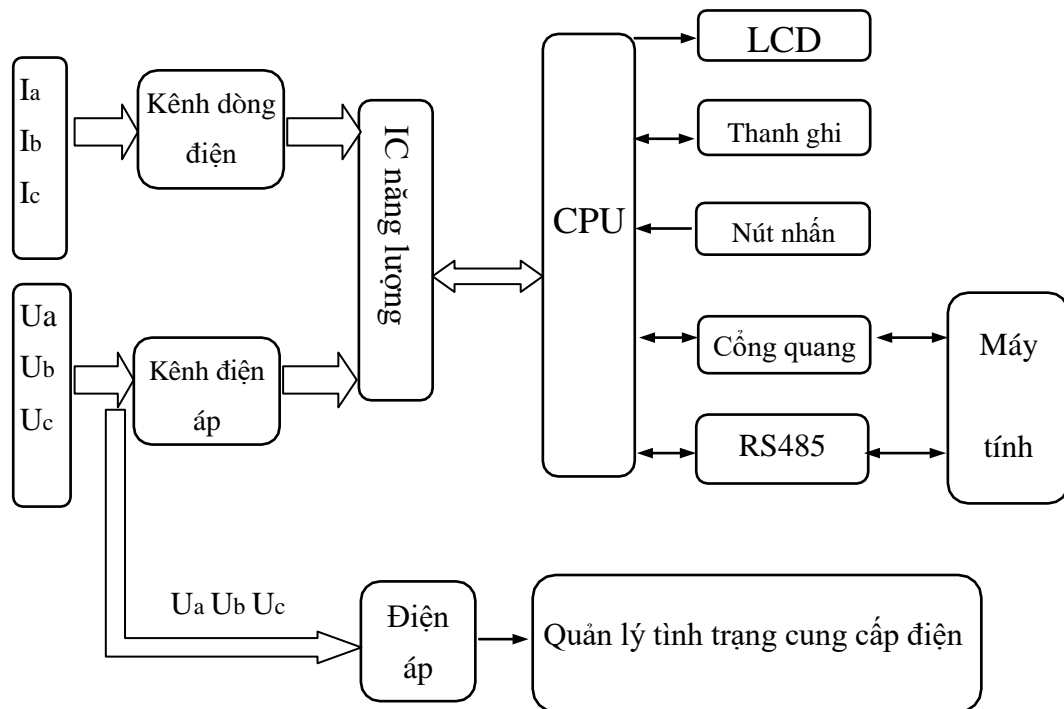 Ia
Ib
Ic
Kênh dòng
điện
Ua
Ub
Uc
Kênh điện
áp
IC năng lượng
CPU
LCD
Thanh ghi
Nút nhấn
Cổng quang
RS485
Máy
tính
Ua Ub Uc
Điện
áp
Quản lý tình trạng cung cấp điện